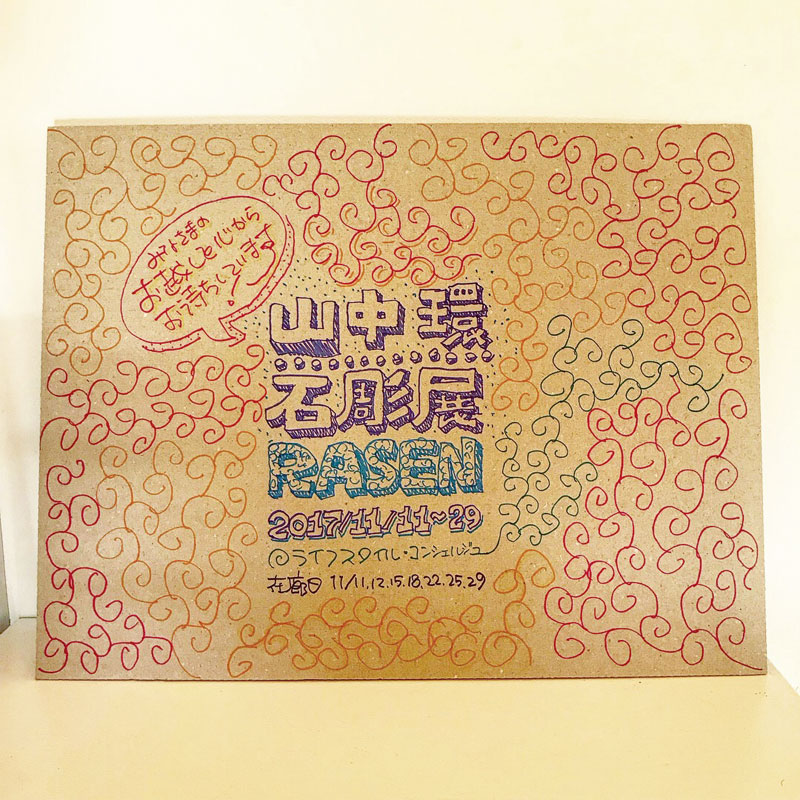 みなさまの
お越しを心から
お待ちしています!
山中環
石彫展
RASEN
2017/11/11~29
@ライフスタイル・コンシェルジュ
在廊日 11/11.12.15.18.22.25.29